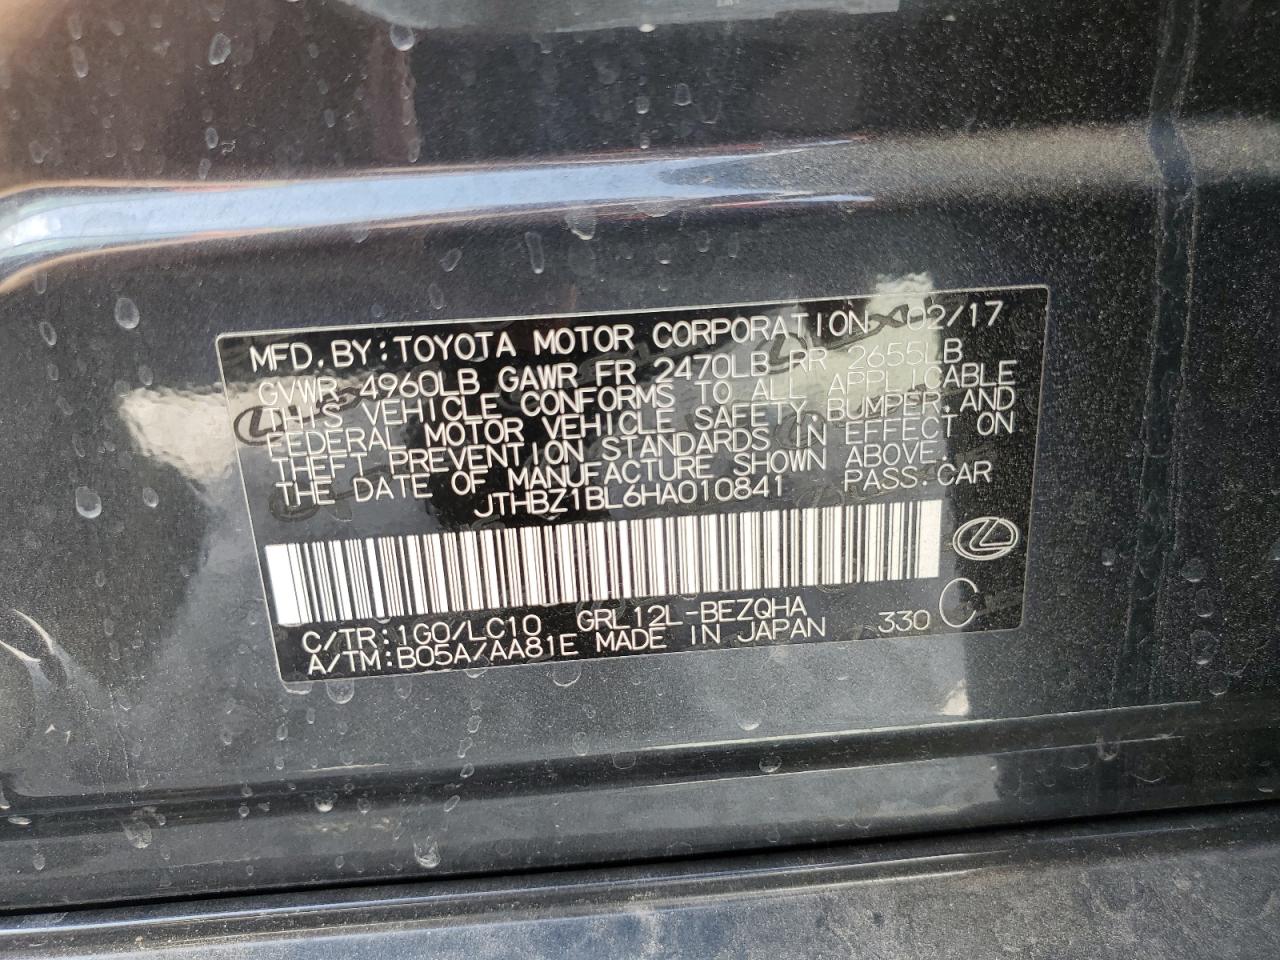 MFD. BY: TOYOTA MOTOR CORPORATION 02/17
GVWR 4960LB GAWR FR 2470LB RR 2655LB
THIS VEHICLE CONFORMS TO ALL APPLICABLE
FEDERAL MOTOR VEHICLE SAFETY, BUMPER, AND
THEFT PREVENTION STANDARDS IN EFFECT ON
THE DATE OF MANUFACTURE SHOWN ABOVE.
JTHBZ1BL6HA010841 PASS. CAR
C/TR: 1G0/LC10 GRL12L-BEZQHA 330 C
A/TM: B05A/AA81E MADE IN JAPAN